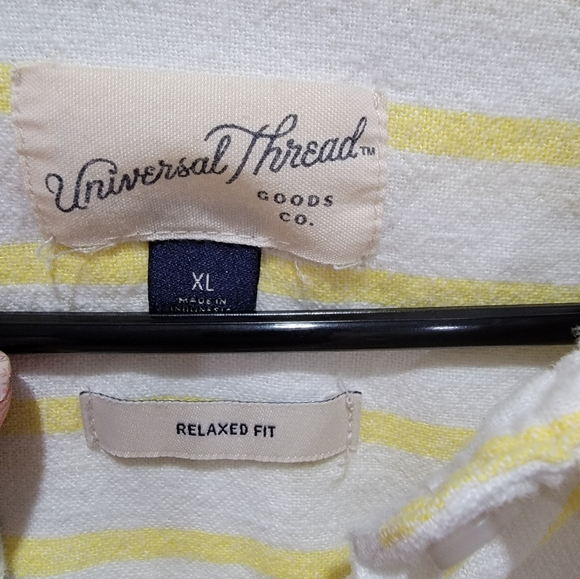 Universal Thread™
GOODS
CO.
XL
MADE IN
INDONESIA
RELAXED FIT